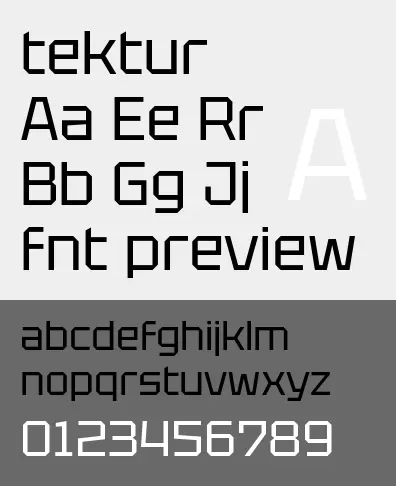 tektur
Aa Ee Rr
A
Bb Gg Jj
fnt preview
abcdefghijklm
nopqrstuvwxyz
0123456789